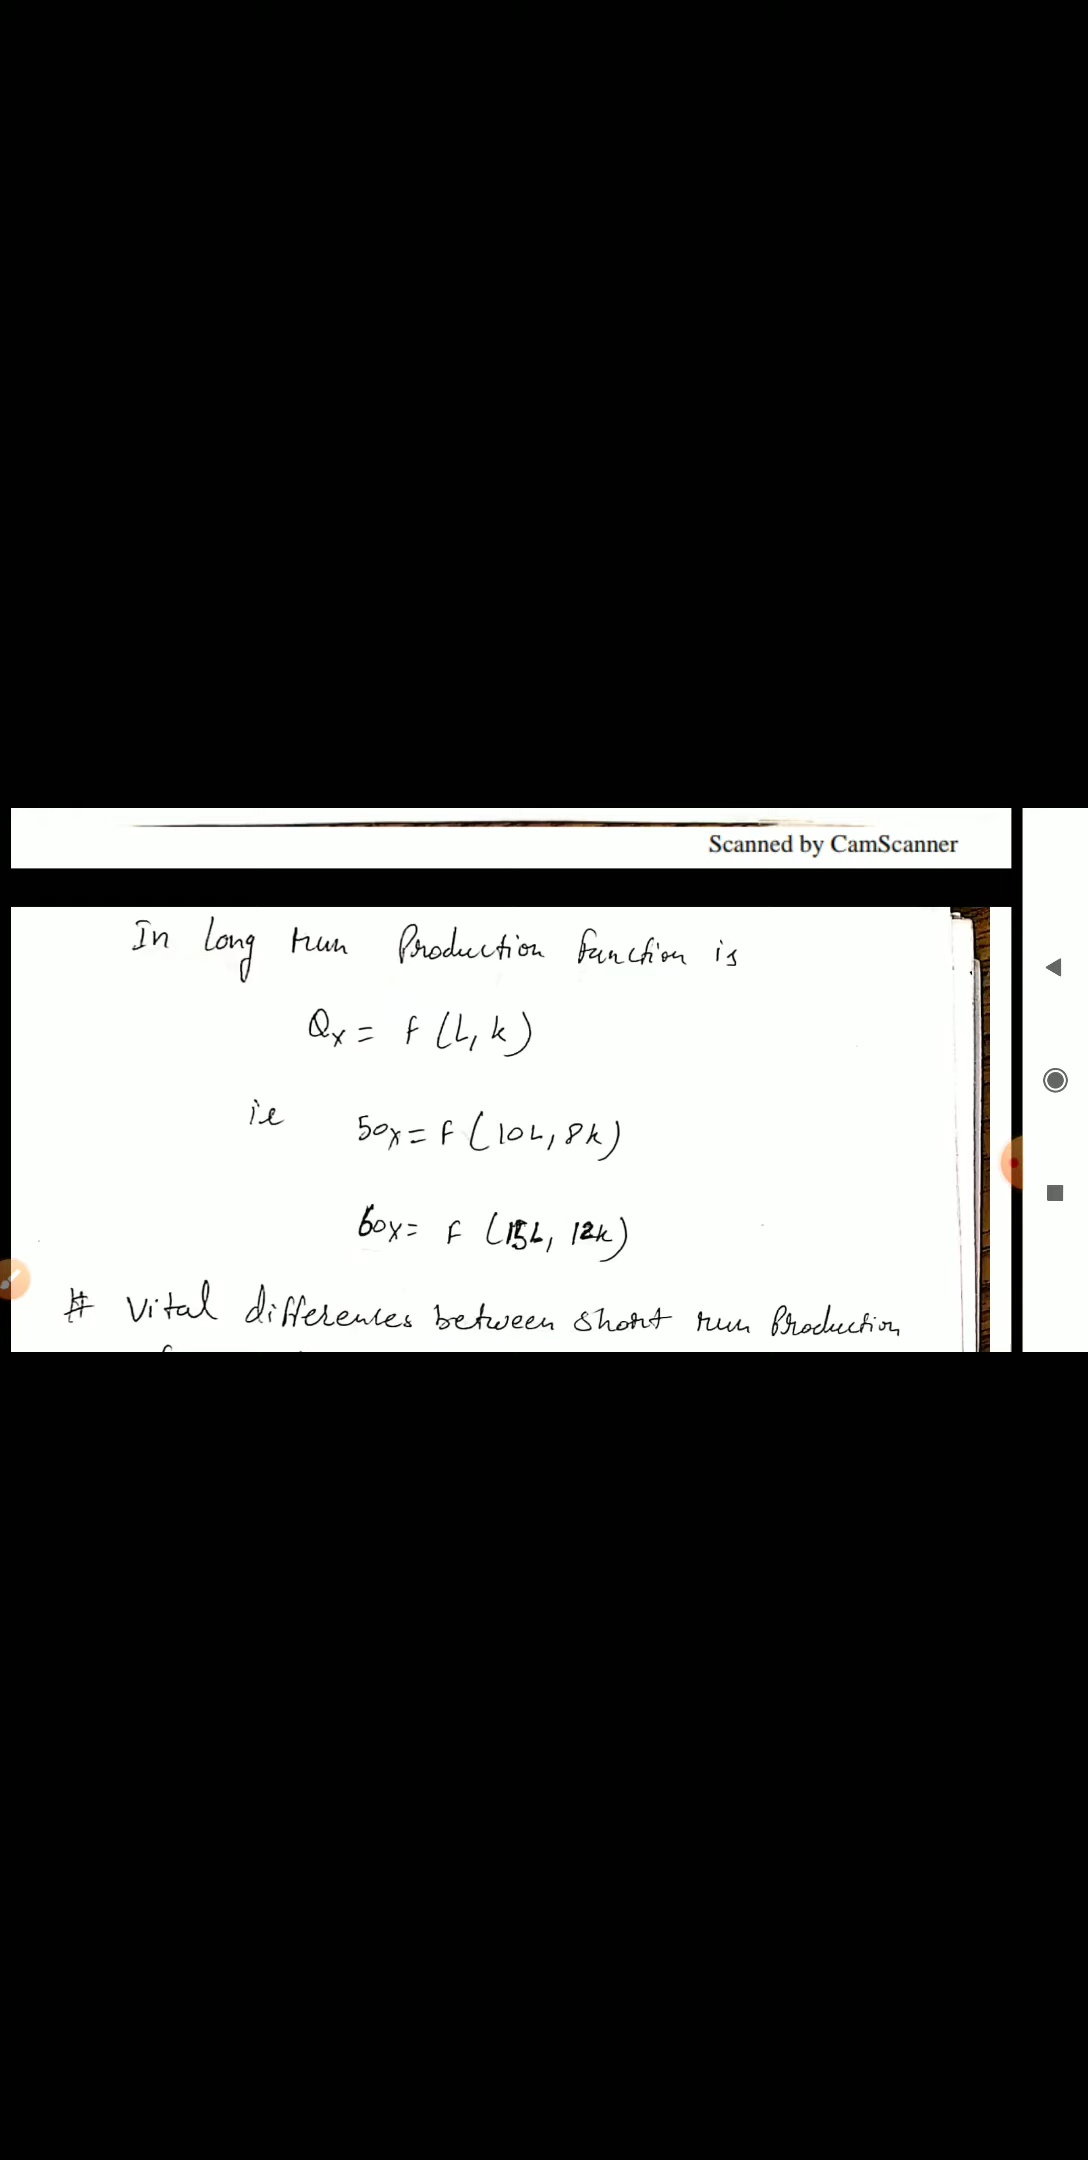 Scanned by CamScanner
In long run Production function is
Qx = f (L, k)
ie 50x = f (10L, 8k)
60x = f (15L, 12k)
# Vital differences between short run Production